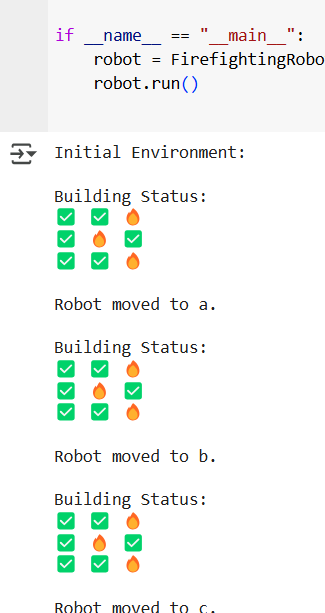 if __name__ == "__main__":
robot = FirefightingRobo
robot.run()
Initial Environment:
Building Status:
✅ ✅ 🔥
✅ 🔥 ✅
✅ ✅ 🔥
Robot moved to a.
Building Status:
✅ ✅ 🔥
✅ 🔥 ✅
✅ ✅ 🔥
Robot moved to b.
Building Status:
✅ ✅ 🔥
✅ 🔥 ✅
✅ ✅ 🔥
Robot moved to c.